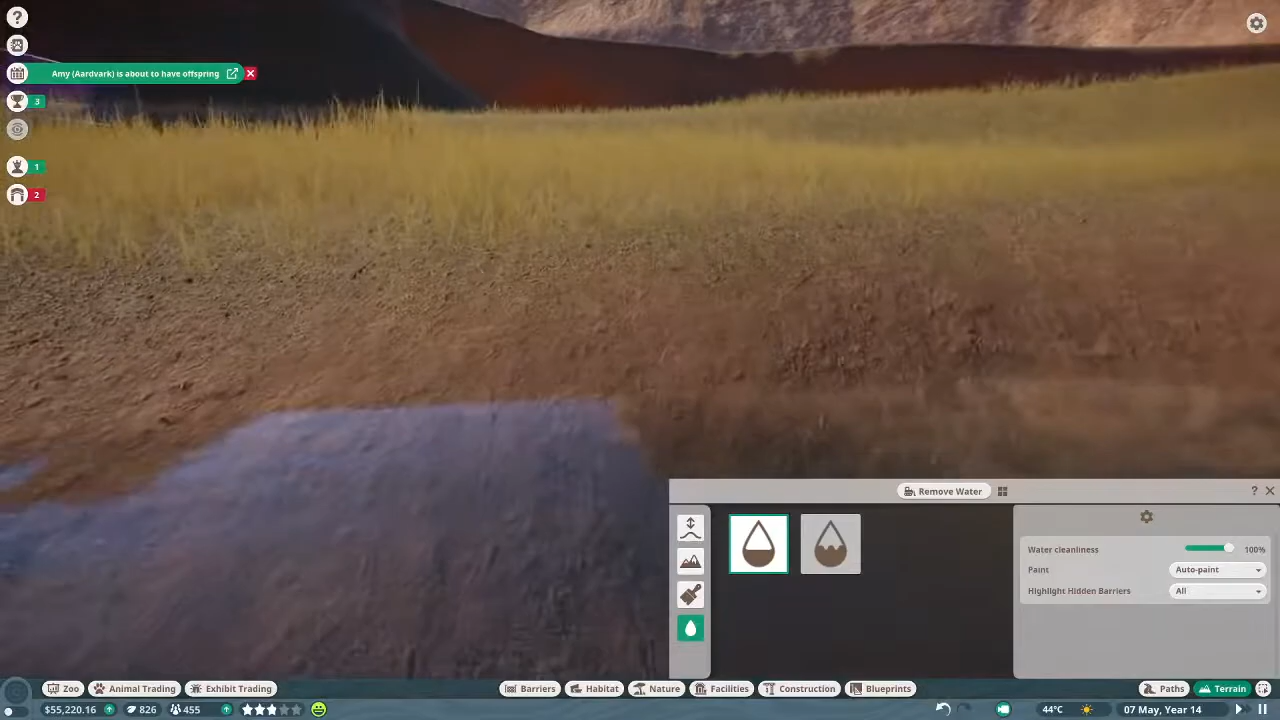 Amy (Aardvark) is about to have offspring
3
1
2
Remove Water
?
Water cleanliness 100%
Paint Auto-paint
Highlight Hidden Barriers All
Zoo Animal Trading Exhibit Trading Barriers Habitat Nature Facilities Construction Blueprints Paths Terrain
$55,220.16 826 455 44°C 07 May, Year 14